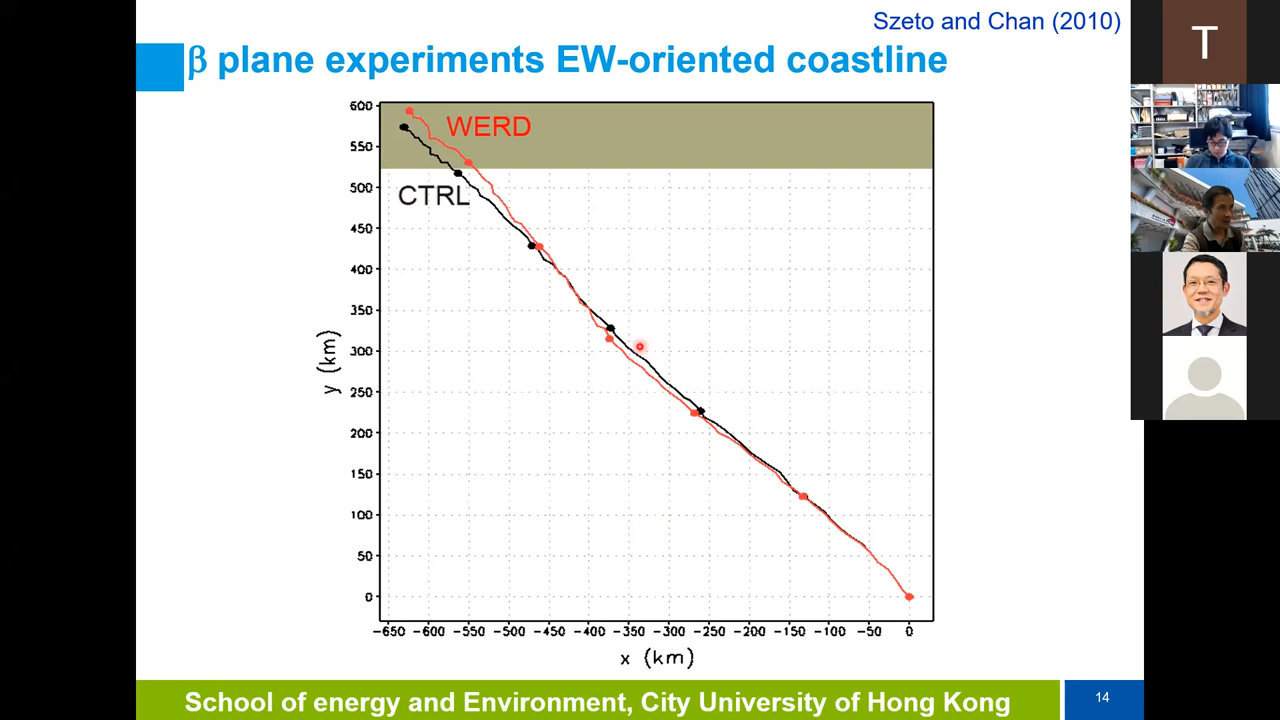 Szeto and Chan (2010)
β plane experiments EW-oriented coastline
T
WERD
CTRL
600
550
500
450
400
350
300
250
200
150
100
50
0
y (km)
-650 -600 -550 -500 -450 -400 -350 -300 -250 -200 -150 -100 -50 0
x (km)
School of energy and Environment, City University of Hong Kong
14